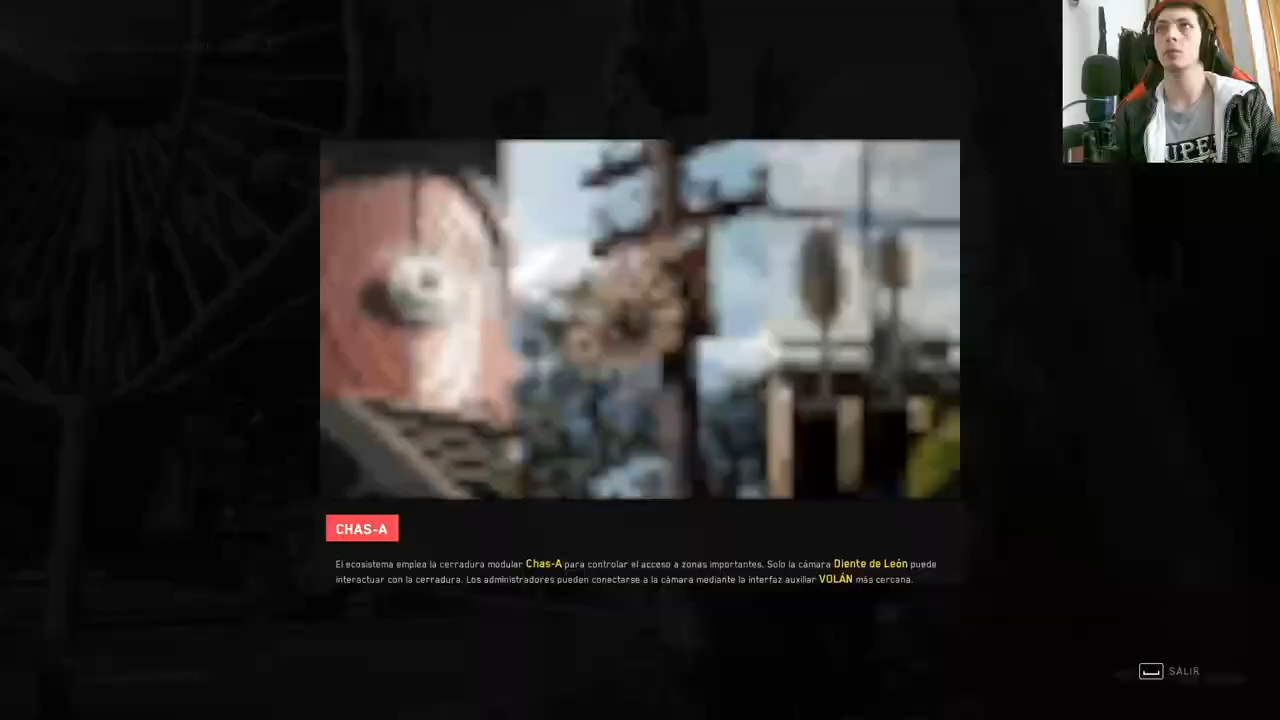 UPE
CHAS-A
El ecosistema emplea la cerradura modular Chas-A para controlar el acceso a zonas importantes. Solo la cámara Diente de León puede
interactuar con la cerradura. Los administradores pueden conectarse a la cámara mediante la interfaz auxiliar VOLÁN más cercana.
SALIR